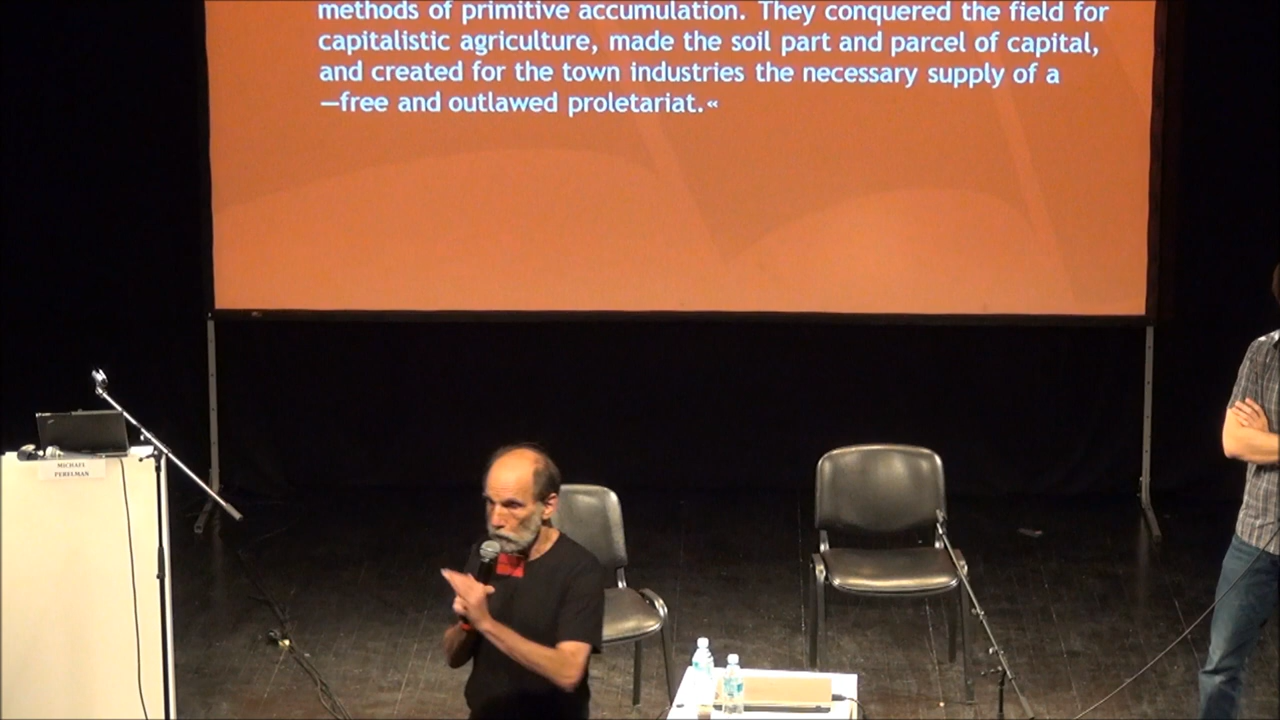 methods of primitive accumulation. They conquered the field for
capitalistic agriculture, made the soil part and parcel of capital,
and created for the town industries the necessary supply of a
—free and outlawed proletariat.«
MICHAEL
PERELMAN